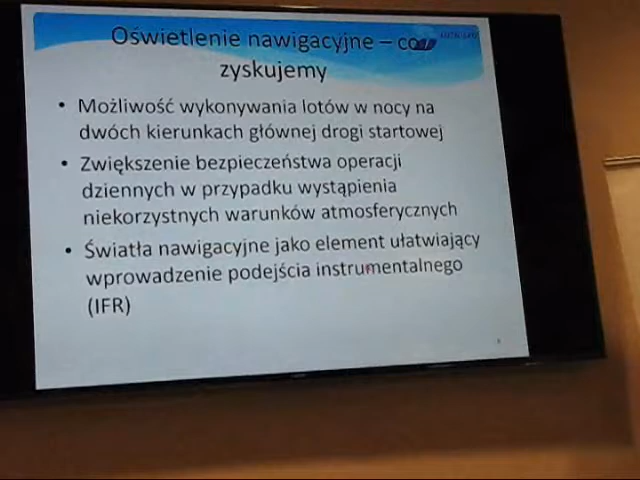 Oświetlenie nawigacyjne – co
zyskujemy
• Możliwość wykonywania lotów w nocy na
dwóch kierunkach głównej drogi startowej
• Zwiększenie bezpieczeństwa operacji
dziennych w przypadku wystąpienia
niekorzystnych warunków atmosferycznych
• Światła nawigacyjne jako element ułatwiający
wprowadzenie podejścia instrumentalnego
(IFR)